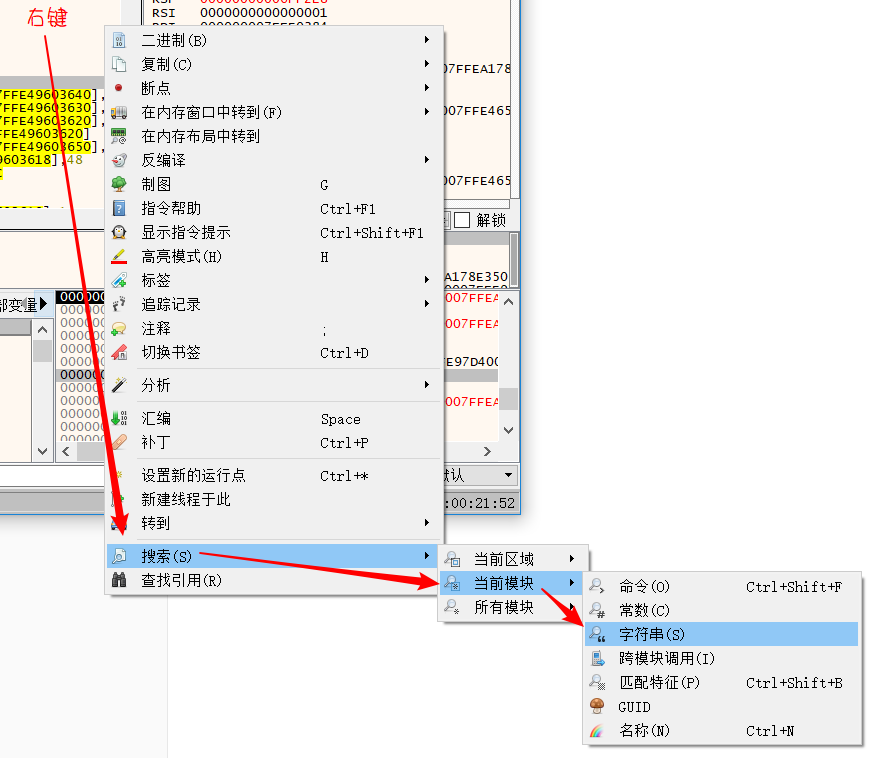 右键
RSI 0000000000000001
二进制(B)
复制(C)
断点
在内存窗口中转到(F)
在内存布局中转到
反编译
制图 G
指令帮助 Ctrl+F1
显示指令提示 Ctrl+Shift+F1
高亮模式(H) H
标签
追踪记录
注释 ;
切换书签 Ctrl+D
分析
汇编 Space
补丁 Ctrl+P
设置新的运行点 Ctrl+*
新建线程于此
转到
搜索(S)
查找引用(R)
当前区域
当前模块
所有模块
命令(O) Ctrl+Shift+F
常数(C)
字符串(S)
跨模块调用(I)
匹配特征(P) Ctrl+Shift+B
GUID
名称(N) Ctrl+N
7FFE49603640],
7FFE49603630],
7FFE49603620],
FFE49603620]
7FFE49603650],
9603618],48
07FFEA178
007FFE465
007FFE465
解锁
A178E350
007FFEA
007FFEA
FE97D400
007FFEA
部变量
默认
:00:21:52